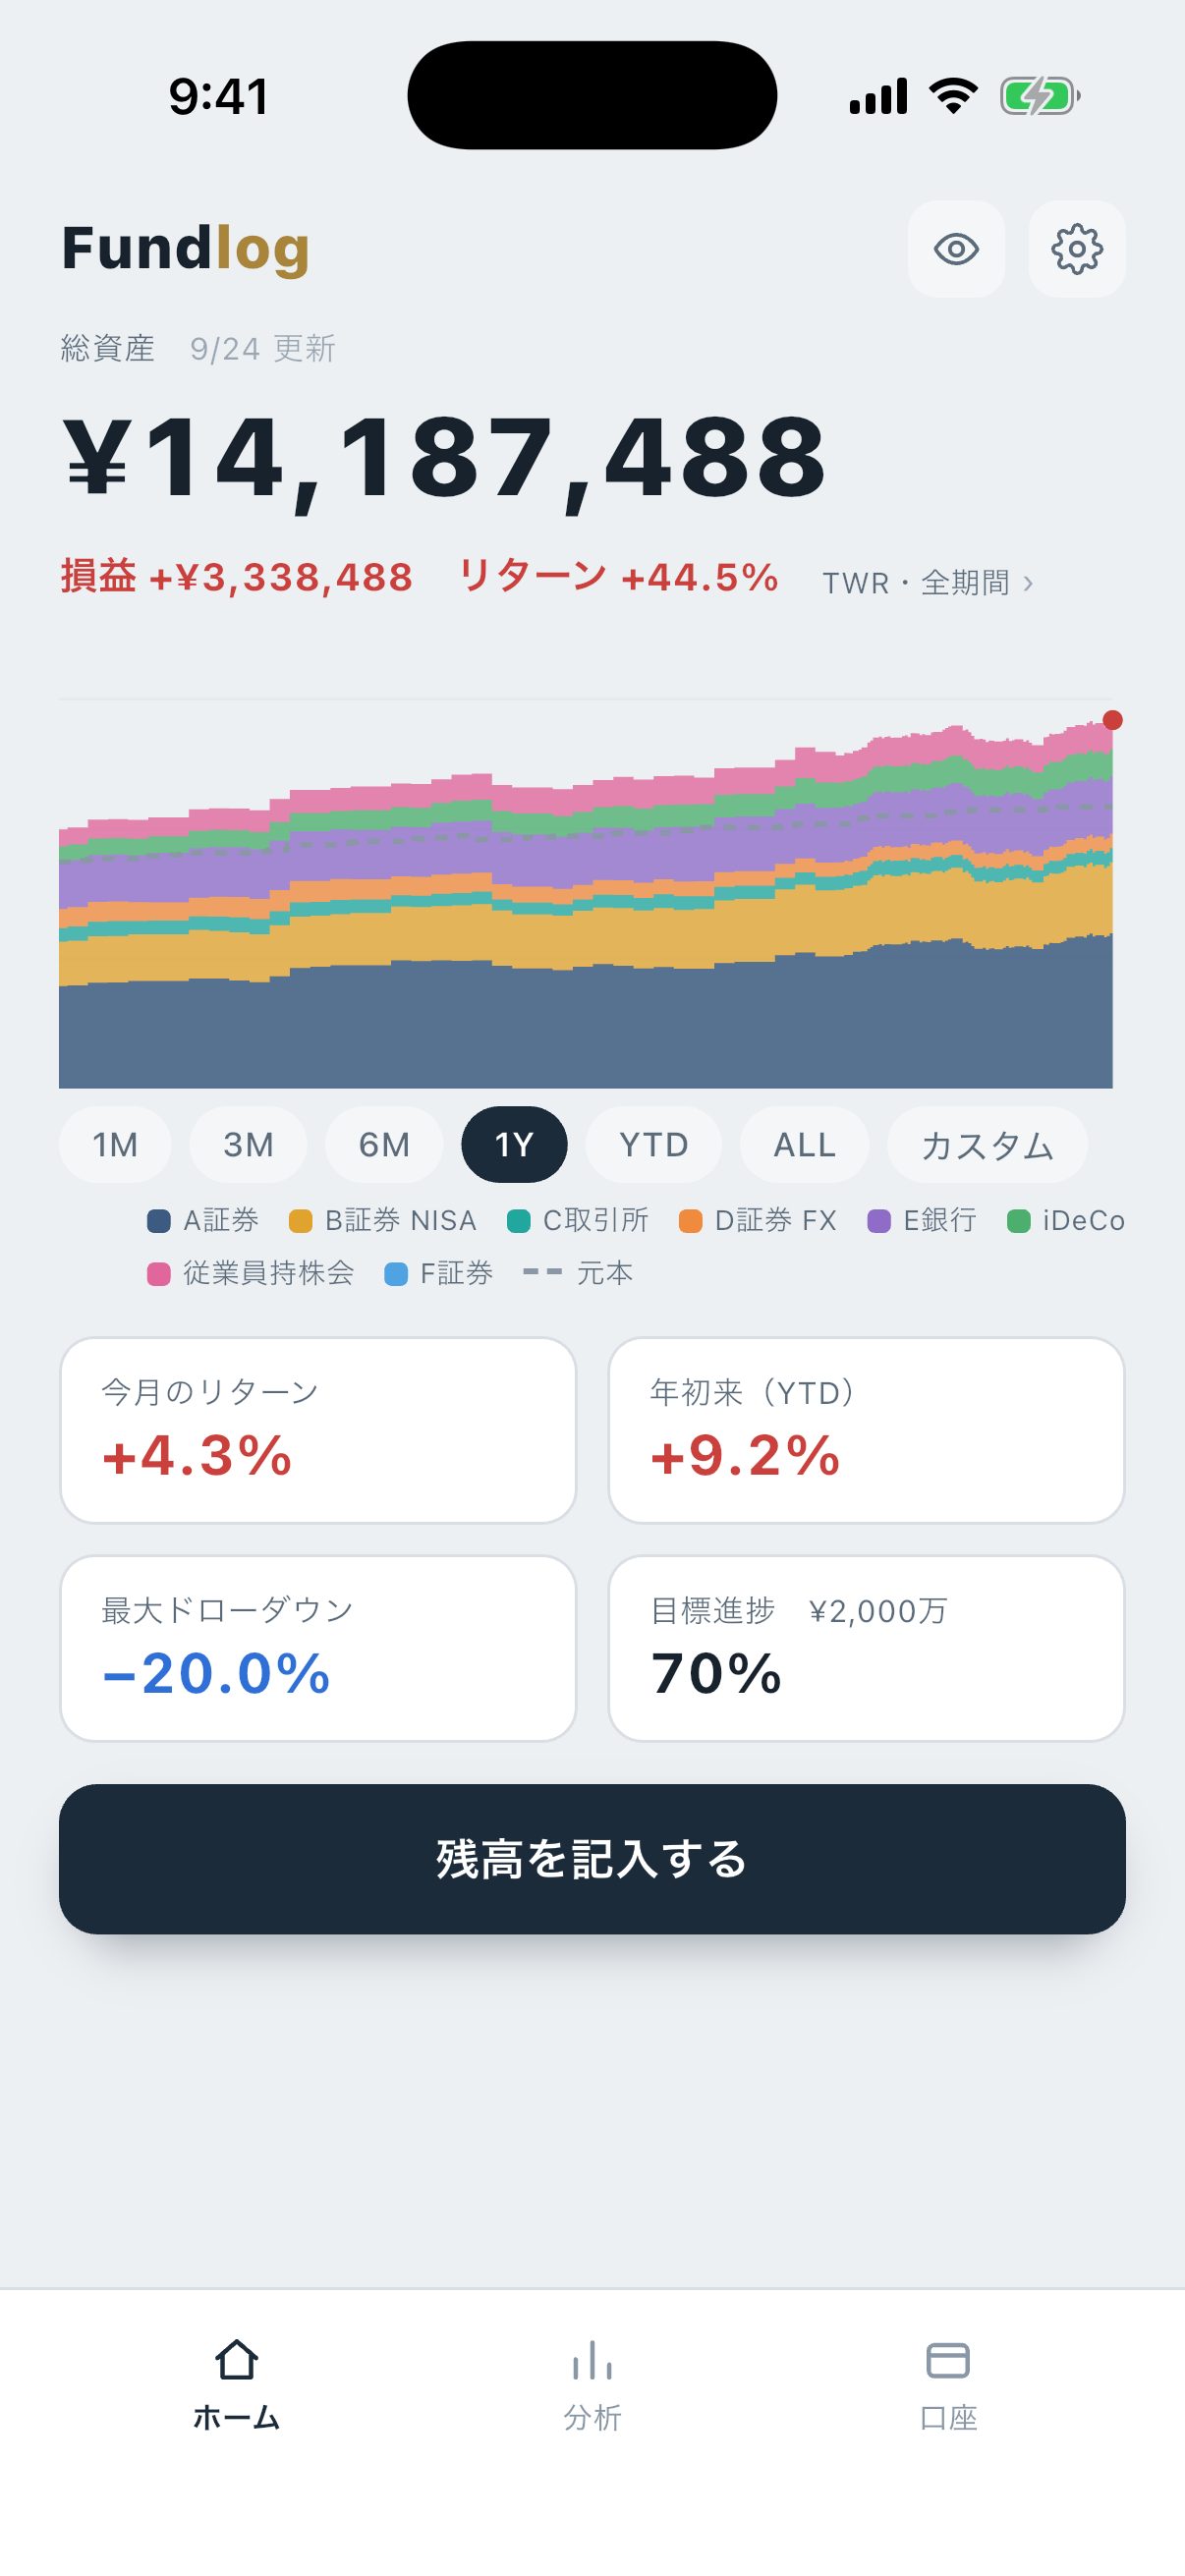 9:41
Fundlog
総資産 9/24 更新
¥14,187,488
損益 +¥3,338,488 リターン +44.5% TWR・全期間 ›
1M 3M 6M 1Y YTD ALL カスタム
A証券 B証券 NISA C取引所 D証券 FX E銀行 iDeCo
従業員持株会 F証券 元本
今月のリターン 年初来（YTD）
+4.3% +9.2%
最大ドローダウン 目標進捗 ¥2,000万
−20.0% 70%
残高を記入する
ホーム 分析 口座